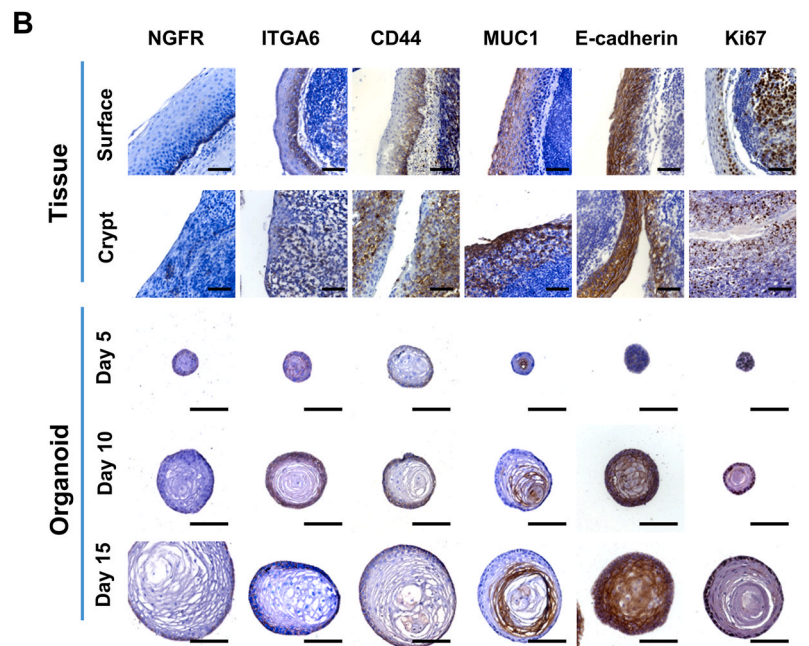 B
NGFR ITGA6 CD44 MUC1 E-cadherin Ki67
Tissue
Surface
Crypt
Organoid
Day 5
Day 10
Day 15